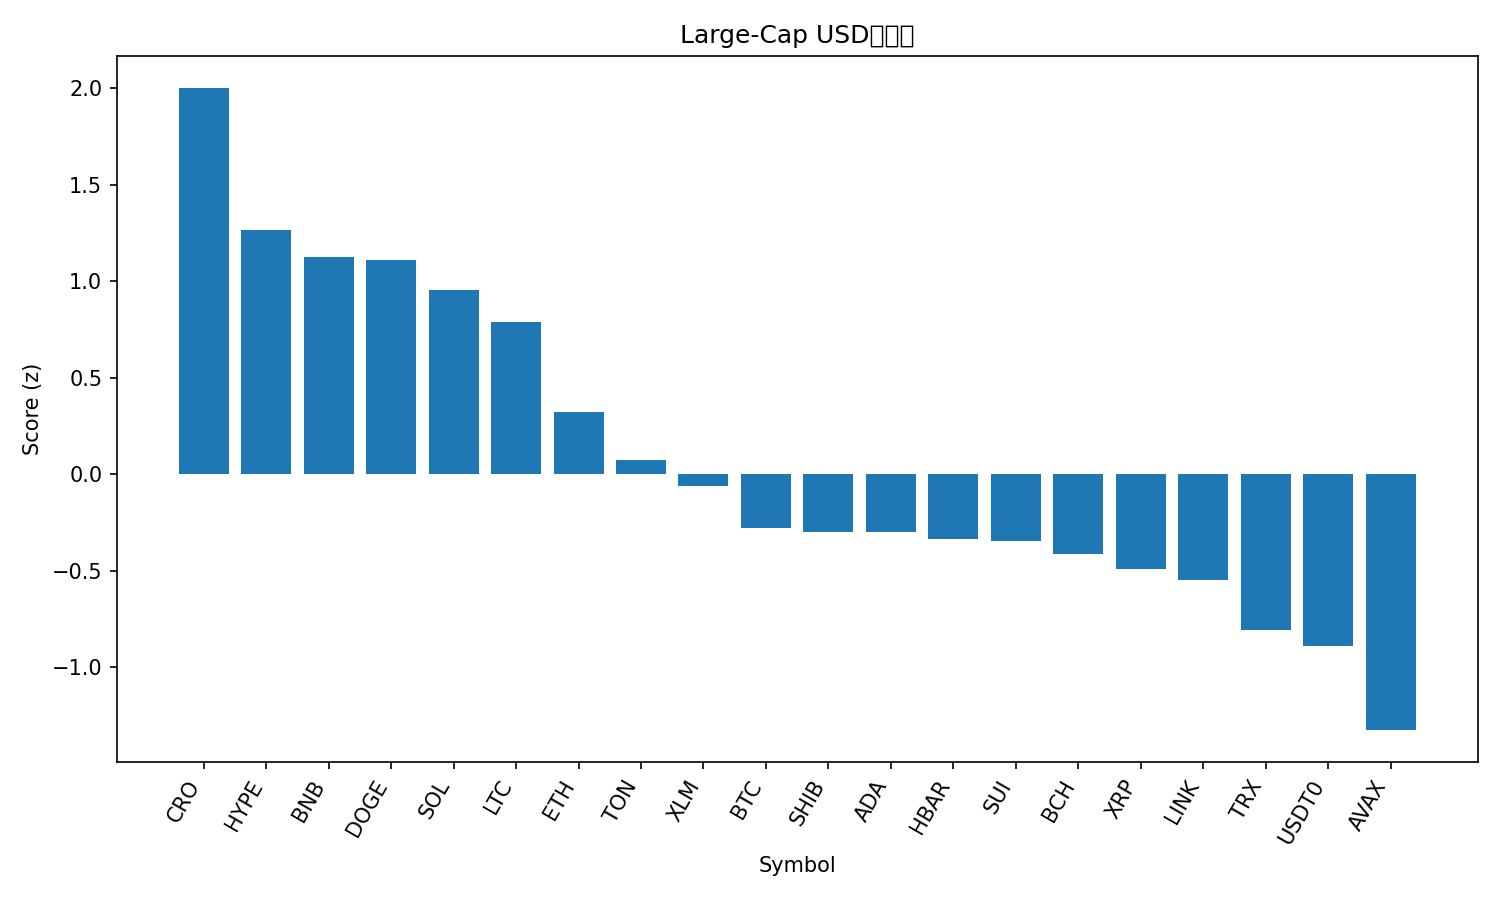 Large-Cap USD
Score (z)
2.0
1.5
1.0
0.5
0.0
−0.5
−1.0
CRO
HYPE
BNB
DOGE
SOL
LTC
ETH
TON
XLM
BTC
SHIB
ADA
HBAR
SUI
BCH
XRP
LINK
TRX
USDT0
AVAX
Symbol